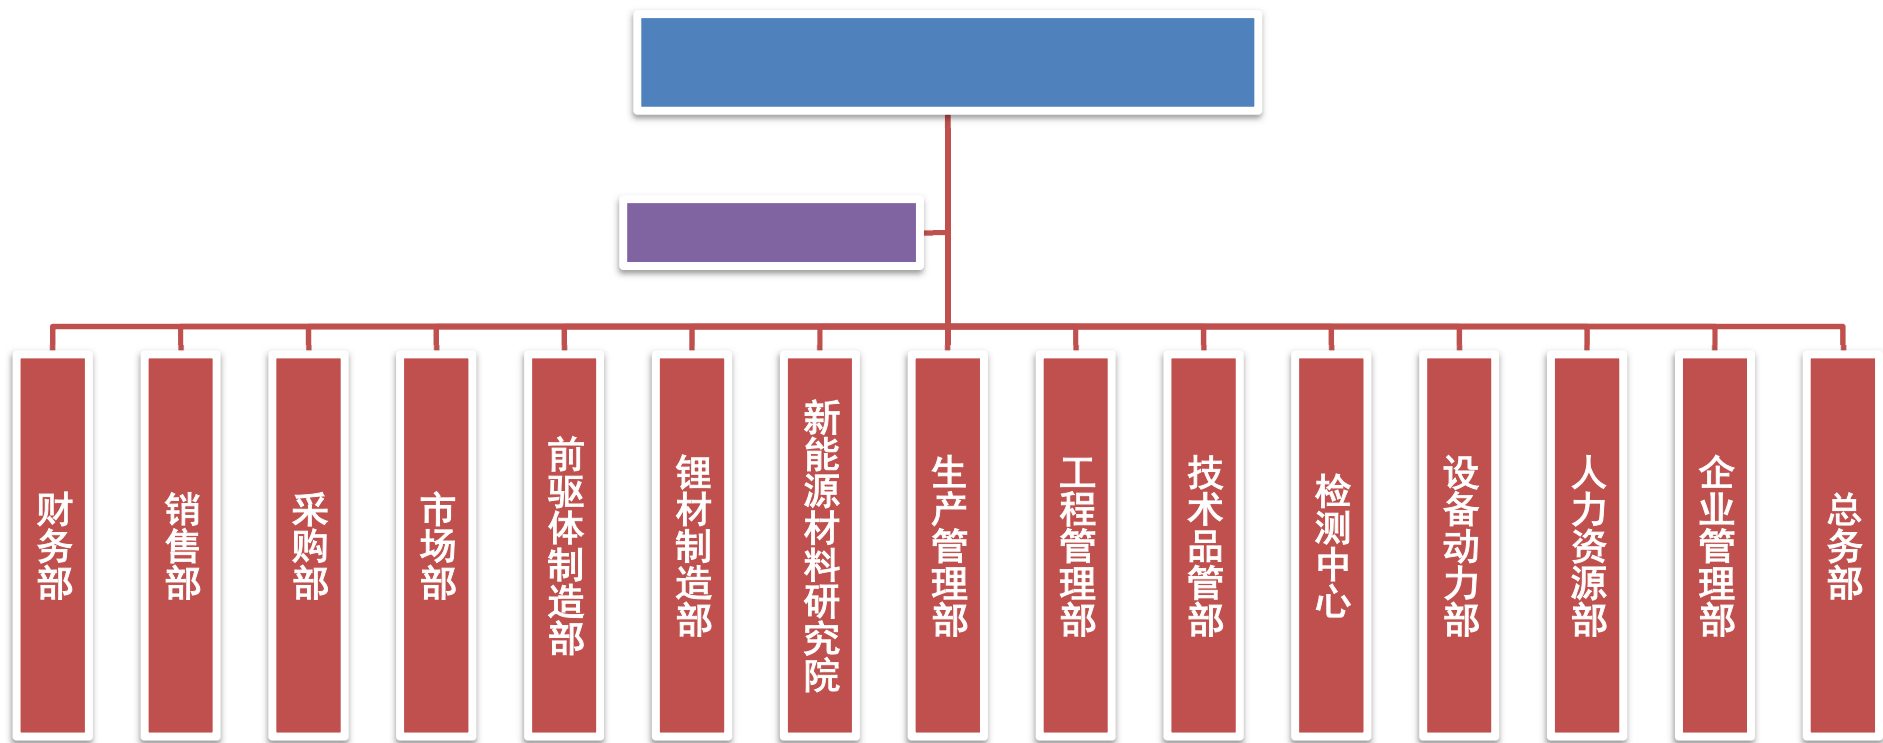 财务部
销售部
采购部
市场部
前驱体制造部
锂材制造部
新能源材料研究院
生产管理部
工程管理部
技术品管部
检测中心
设备动力部
人力资源部
企业管理部
总务部